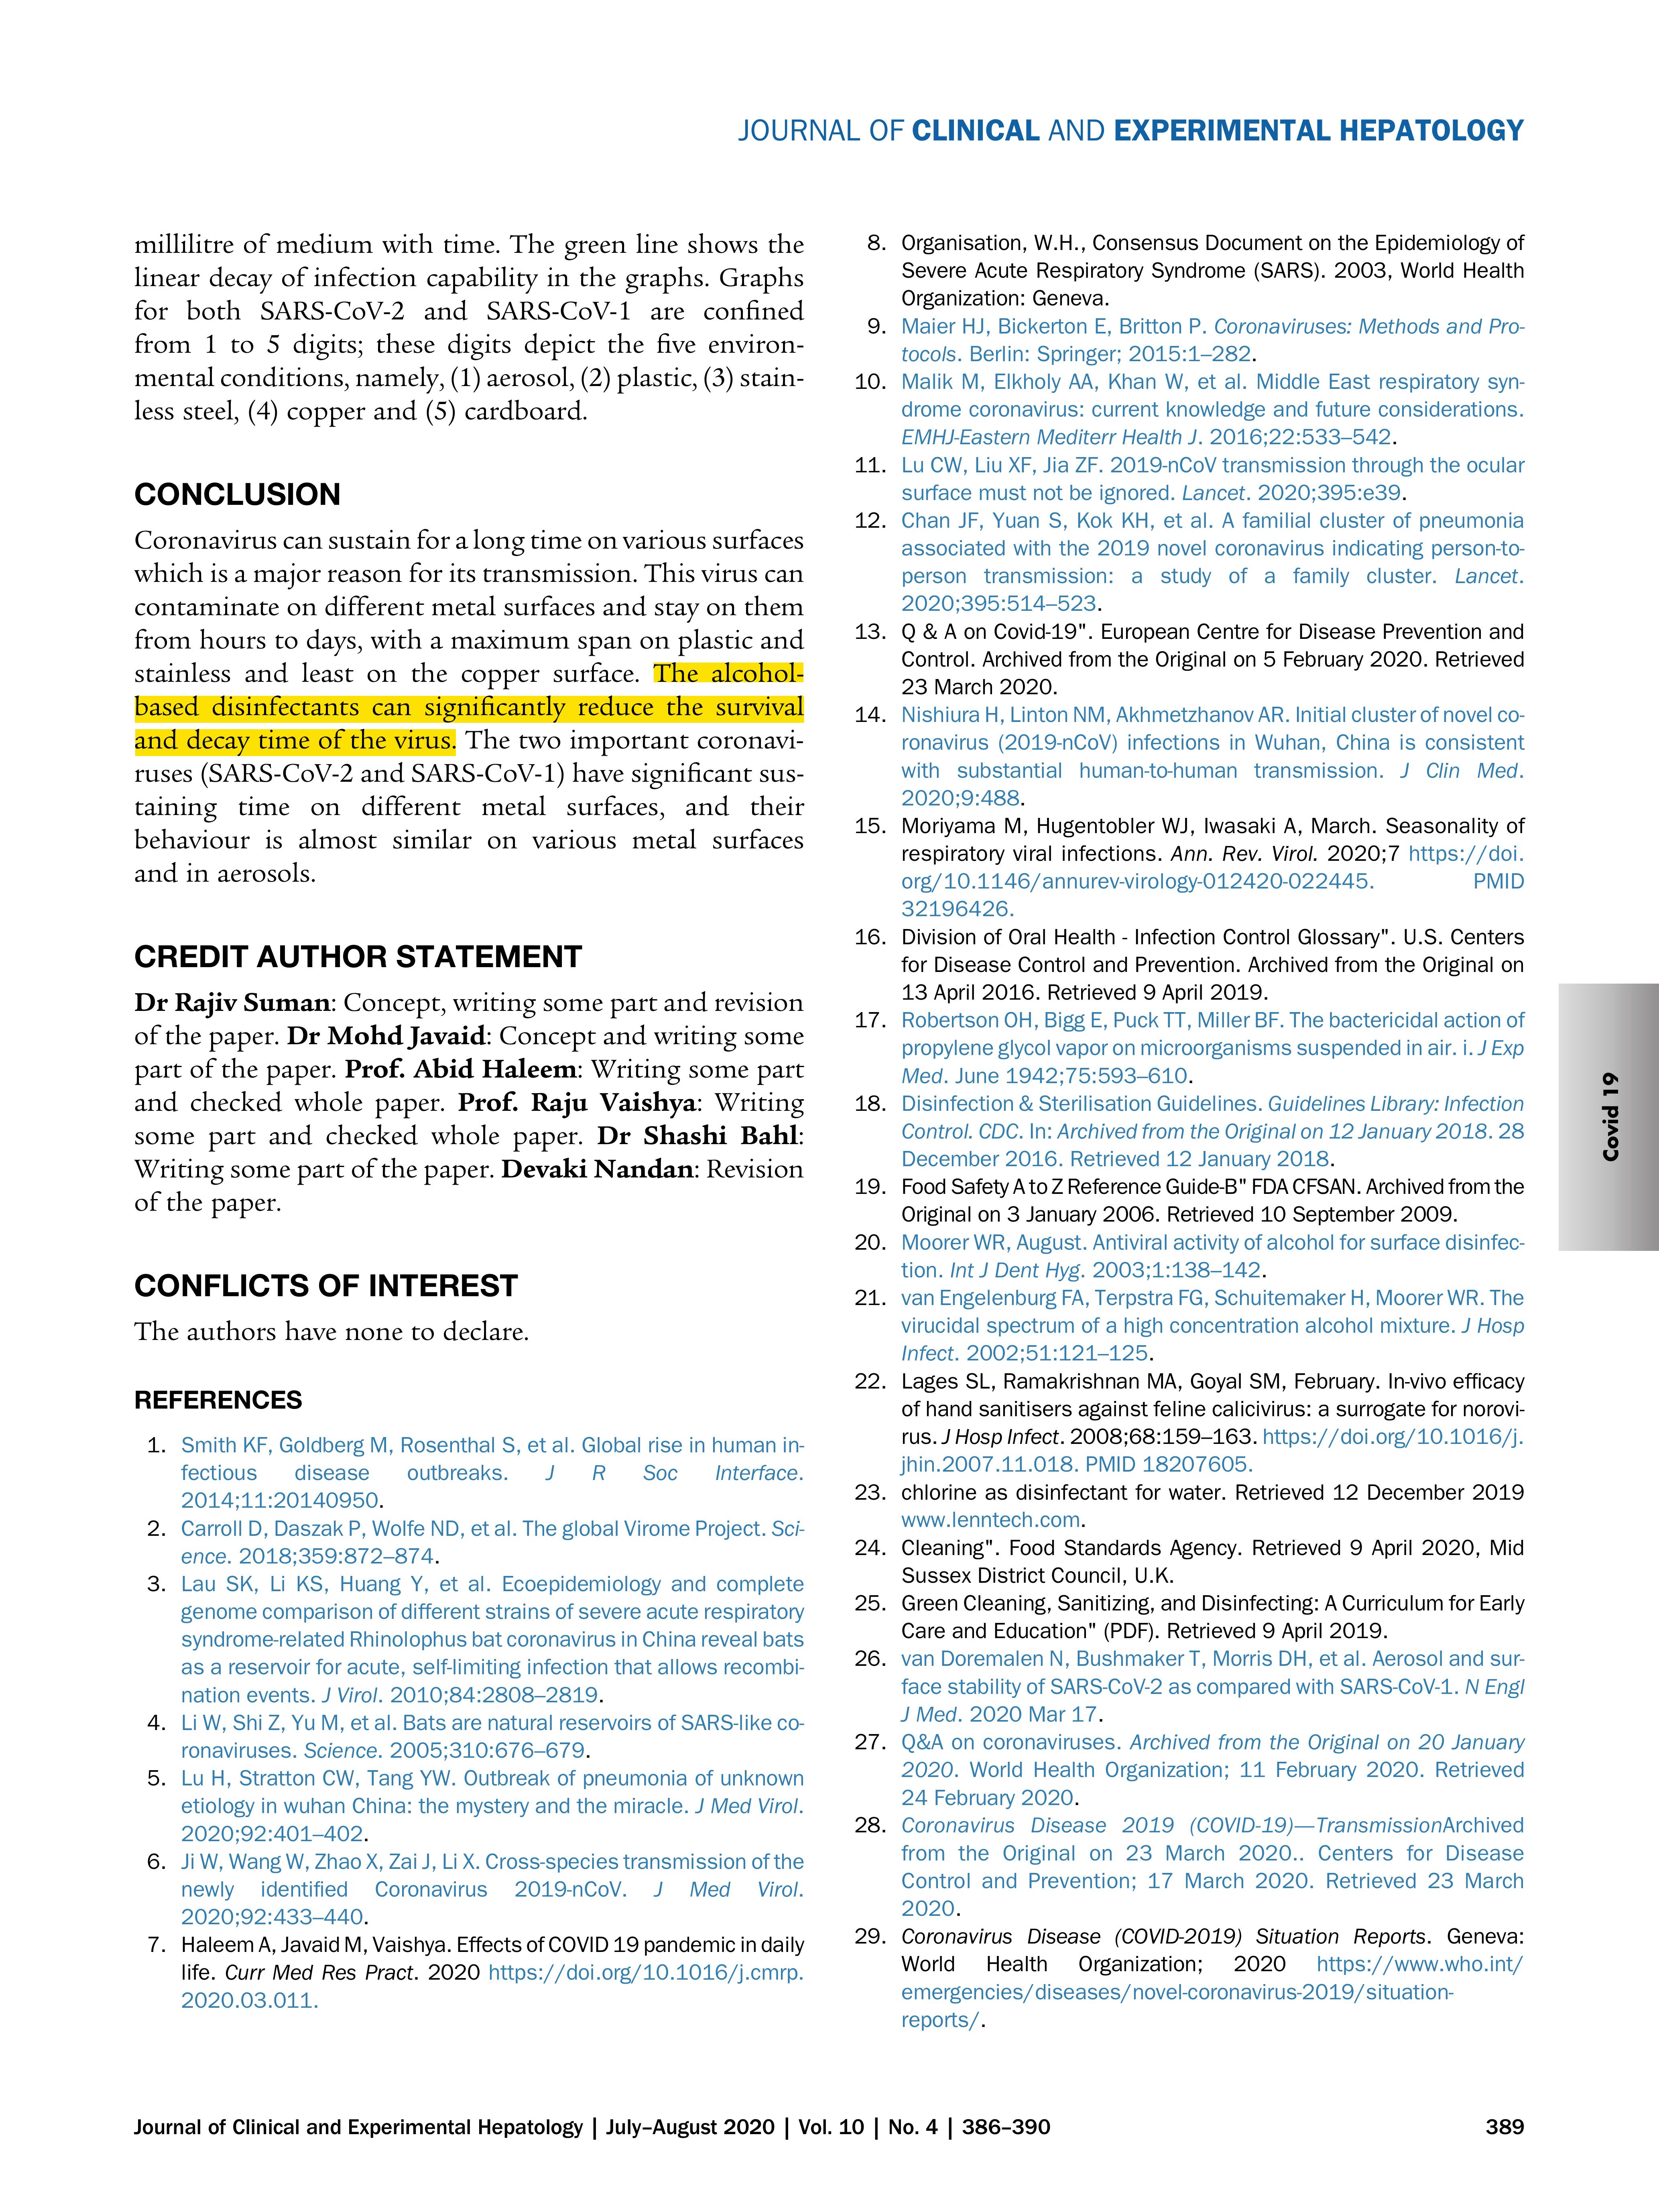 JOURNAL OF CLINICAL AND EXPERIMENTAL HEPATOLOGY
millilitre of medium with time. The green line shows the
linear decay of infection capability in the graphs. Graphs
for both SARS-CoV-2 and SARS-CoV-1 are confined
from 1 to 5 digits; these digits depict the five environ-
mental conditions, namely, (1) aerosol, (2) plastic, (3) stain-
less steel, (4) copper and (5) cardboard.
CONCLUSION
Coronavirus can sustain for a long time on various surfaces
which is a major reason for its transmission. This virus can
contaminate on different metal surfaces and stay on them
from hours to days, with a maximum span on plastic and
stainless and least on the copper surface. The alcohol-
based disinfectants can significantly reduce the survival
and decay time of the virus. The two important coronavi-
ruses (SARS-CoV-2 and SARS-CoV-1) have significant sus-
taining time on different metal surfaces, and their
behaviour is almost similar on various metal surfaces
and in aerosols.
CREDIT AUTHOR STATEMENT
Dr Rajiv Suman: Concept, writing some part and revision
of the paper. Dr Mohd Javaid: Concept and writing some
part of the paper. Prof. Abid Haleem: Writing some part
and checked whole paper. Prof. Raju Vaishya: Writing
some part and checked whole paper. Dr Shashi Bahl:
Writing some part of the paper. Devaki Nandan: Revision
of the paper.
CONFLICTS OF INTEREST
The authors have none to declare.
REFERENCES
1. Smith KF, Goldberg M, Rosenthal S, et al. Global rise in human in-
fectious disease outbreaks. J R Soc Interface.
2014;11:20140950.
2. Carroll D, Daszak P, Wolfe ND, et al. The global Virome Project. Sci-
ence. 2018;359:872–874.
3. Lau SK, Li KS, Huang Y, et al. Ecoepidemiology and complete
genome comparison of different strains of severe acute respiratory
syndrome-related Rhinolophus bat coronavirus in China reveal bats
as a reservoir for acute, self-limiting infection that allows recombi-
nation events. J Virol. 2010;84:2808–2819.
4. Li W, Shi Z, Yu M, et al. Bats are natural reservoirs of SARS-like co-
ronaviruses. Science. 2005;310:676–679.
5. Lu H, Stratton CW, Tang YW. Outbreak of pneumonia of unknown
etiology in wuhan China: the mystery and the miracle. J Med Virol.
2020;92:401–402.
6. Ji W, Wang W, Zhao X, Zai J, Li X. Cross-species transmission of the
newly identified Coronavirus 2019-nCoV. J Med Virol.
2020;92:433–440.
7. Haleem A, Javaid M, Vaishya. Effects of COVID 19 pandemic in daily
life. Curr Med Res Pract. 2020 https://doi.org/10.1016/j.cmrp.
2020.03.011.
8. Organisation, W.H., Consensus Document on the Epidemiology of
Severe Acute Respiratory Syndrome (SARS). 2003, World Health
Organization: Geneva.
9. Maier HJ, Bickerton E, Britton P. Coronaviruses: Methods and Pro-
tocols. Berlin: Springer; 2015:1–282.
10. Malik M, Elkholy AA, Khan W, et al. Middle East respiratory syn-
drome coronavirus: current knowledge and future considerations.
EMHJ-Eastern Mediterr Health J. 2016;22:533–542.
11. Lu CW, Liu XF, Jia ZF. 2019-nCoV transmission through the ocular
surface must not be ignored. Lancet. 2020;395:e39.
12. Chan JF, Yuan S, Kok KH, et al. A familial cluster of pneumonia
associated with the 2019 novel coronavirus indicating person-to-
person transmission: a study of a family cluster. Lancet.
2020;395:514–523.
13. Q & A on Covid-19". European Centre for Disease Prevention and
Control. Archived from the Original on 5 February 2020. Retrieved
23 March 2020.
14. Nishiura H, Linton NM, Akhmetzhanov AR. Initial cluster of novel co-
ronavirus (2019-nCoV) infections in Wuhan, China is consistent
with substantial human-to-human transmission. J Clin Med.
2020;9:488.
15. Moriyama M, Hugentobler WJ, Iwasaki A, March. Seasonality of
respiratory viral infections. Ann. Rev. Virol. 2020;7 https://doi.
org/10.1146/annurev-virology-012420-022445. PMID
32196426.
16. Division of Oral Health - Infection Control Glossary". U.S. Centers
for Disease Control and Prevention. Archived from the Original on
13 April 2016. Retrieved 9 April 2019.
17. Robertson OH, Bigg E, Puck TT, Miller BF. The bactericidal action of
propylene glycol vapor on microorganisms suspended in air. i. J Exp
Med. June 1942;75:593–610.
18. Disinfection & Sterilisation Guidelines. Guidelines Library: Infection
Control. CDC. In: Archived from the Original on 12 January 2018. 28
December 2016. Retrieved 12 January 2018.
19. Food Safety A to Z Reference Guide-B" FDA CFSAN. Archived from the
Original on 3 January 2006. Retrieved 10 September 2009.
20. Moorer WR, August. Antiviral activity of alcohol for surface disinfec-
tion. Int J Dent Hyg. 2003;1:138–142.
21. van Engelenburg FA, Terpstra FG, Schuitemaker H, Moorer WR. The
virucidal spectrum of a high concentration alcohol mixture. J Hosp
Infect. 2002;51:121–125.
22. Lages SL, Ramakrishnan MA, Goyal SM, February. In-vivo efficacy
of hand sanitisers against feline calicivirus: a surrogate for norovi-
rus. J Hosp Infect. 2008;68:159–163. https://doi.org/10.1016/j.
jhin.2007.11.018. PMID 18207605.
23. chlorine as disinfectant for water. Retrieved 12 December 2019
www.lenntech.com.
24. Cleaning". Food Standards Agency. Retrieved 9 April 2020, Mid
Sussex District Council, U.K.
25. Green Cleaning, Sanitizing, and Disinfecting: A Curriculum for Early
Care and Education" (PDF). Retrieved 9 April 2019.
26. van Doremalen N, Bushmaker T, Morris DH, et al. Aerosol and sur-
face stability of SARS-CoV-2 as compared with SARS-CoV-1. N Engl
J Med. 2020 Mar 17.
27. Q&A on coronaviruses. Archived from the Original on 20 January
2020. World Health Organization; 11 February 2020. Retrieved
24 February 2020.
28. Coronavirus Disease 2019 (COVID-19)—TransmissionArchived
from the Original on 23 March 2020.. Centers for Disease
Control and Prevention; 17 March 2020. Retrieved 23 March
2020.
29. Coronavirus Disease (COVID-2019) Situation Reports. Geneva:
World Health Organization; 2020 https://www.who.int/
emergencies/diseases/novel-coronavirus-2019/situation-
reports/.
Covid 19
Journal of Clinical and Experimental Hepatology | July–August 2020 | Vol. 10 | No. 4 | 386–390 389